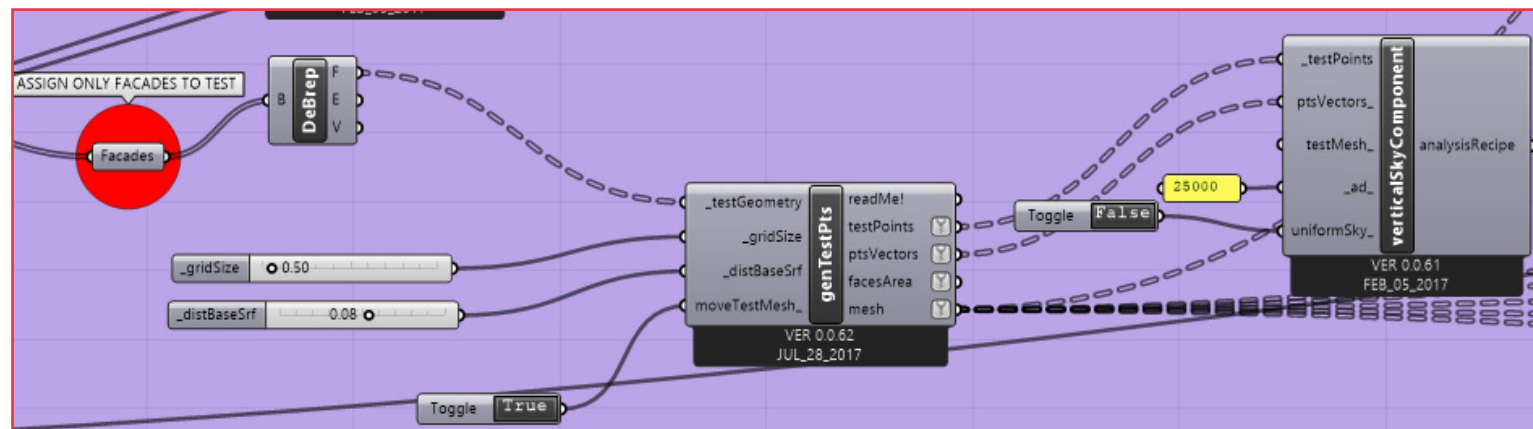 FEB_05_2017
ASSIGN ONLY FACADES TO TEST
Facades
B
DeBrep
F
E
V
_gridSize
0.50
_distBaseSrf
0.08
Toggle
True
_testGeometry
_gridSize
_distBaseSrf
moveTestMesh_
genTestPts
readMe!
testPoints
ptsVectors
facesArea
mesh
VER 0.0.62
JUL_28_2017
25000
Toggle
False
_testPoints
ptsVectors_
testMesh_
_ad_
uniformSky_
verticalSkyComponent
analysisRecipe
VER 0.0.61
FEB_05_2017